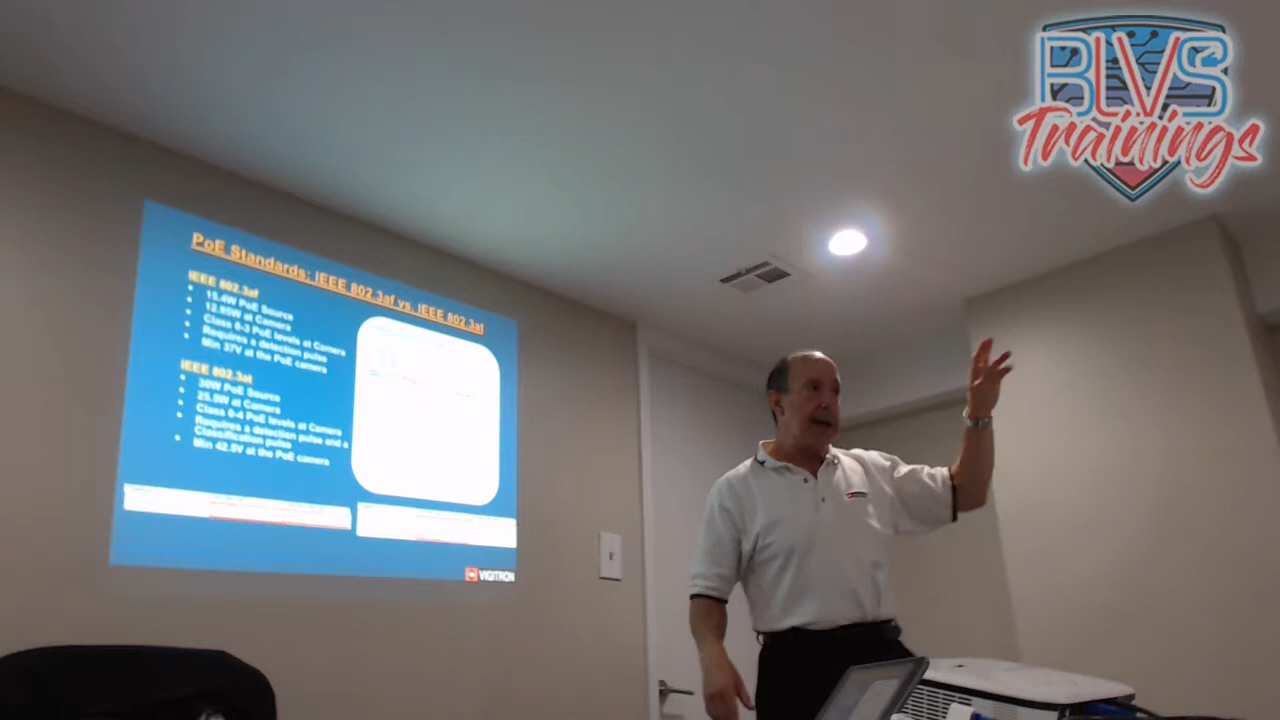 BLVS
Trainings
PoE Standards: IEEE 802.3af vs. IEEE 802.3at
IEEE 802.3af
• 15.4W PoE Source
• 12.95W at Camera
• Class 0-3 PoE levels at Camera
• Requires a detection pulse
• Min 37V at the PoE camera
IEEE 802.3at
• 30W PoE Source
• 25.5W at Camera
• Class 0-4 PoE levels at Camera
• Requires a detection pulse and a
Classification pulse
• Min 42.5V at the PoE camera
VIGITRON